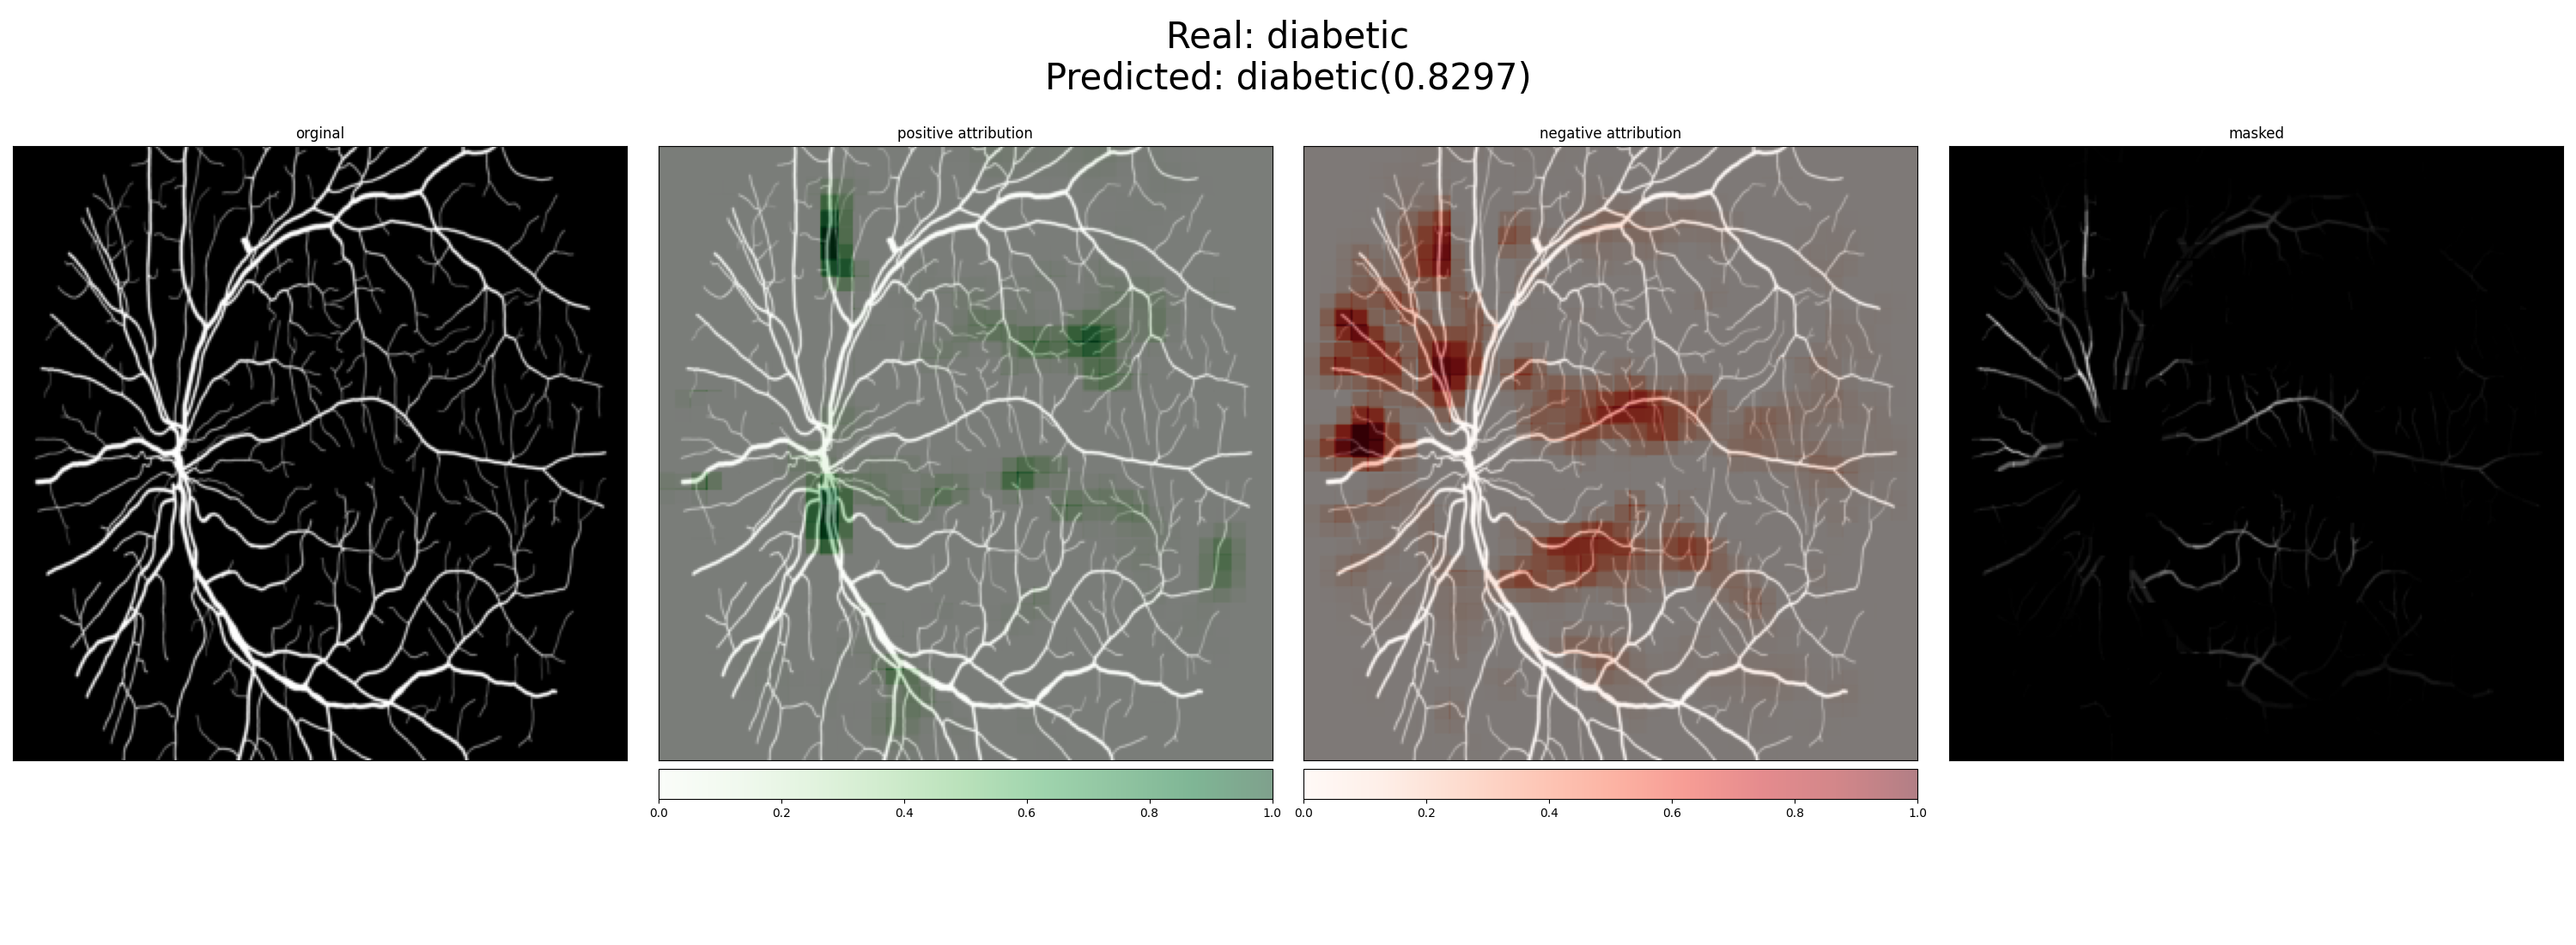 Real: diabetic
Predicted: diabetic(0.8297)
orginal
positive attribution
negative attribution
masked
0.0 0.2 0.4 0.6 0.8 1.0
0.0 0.2 0.4 0.6 0.8 1.0